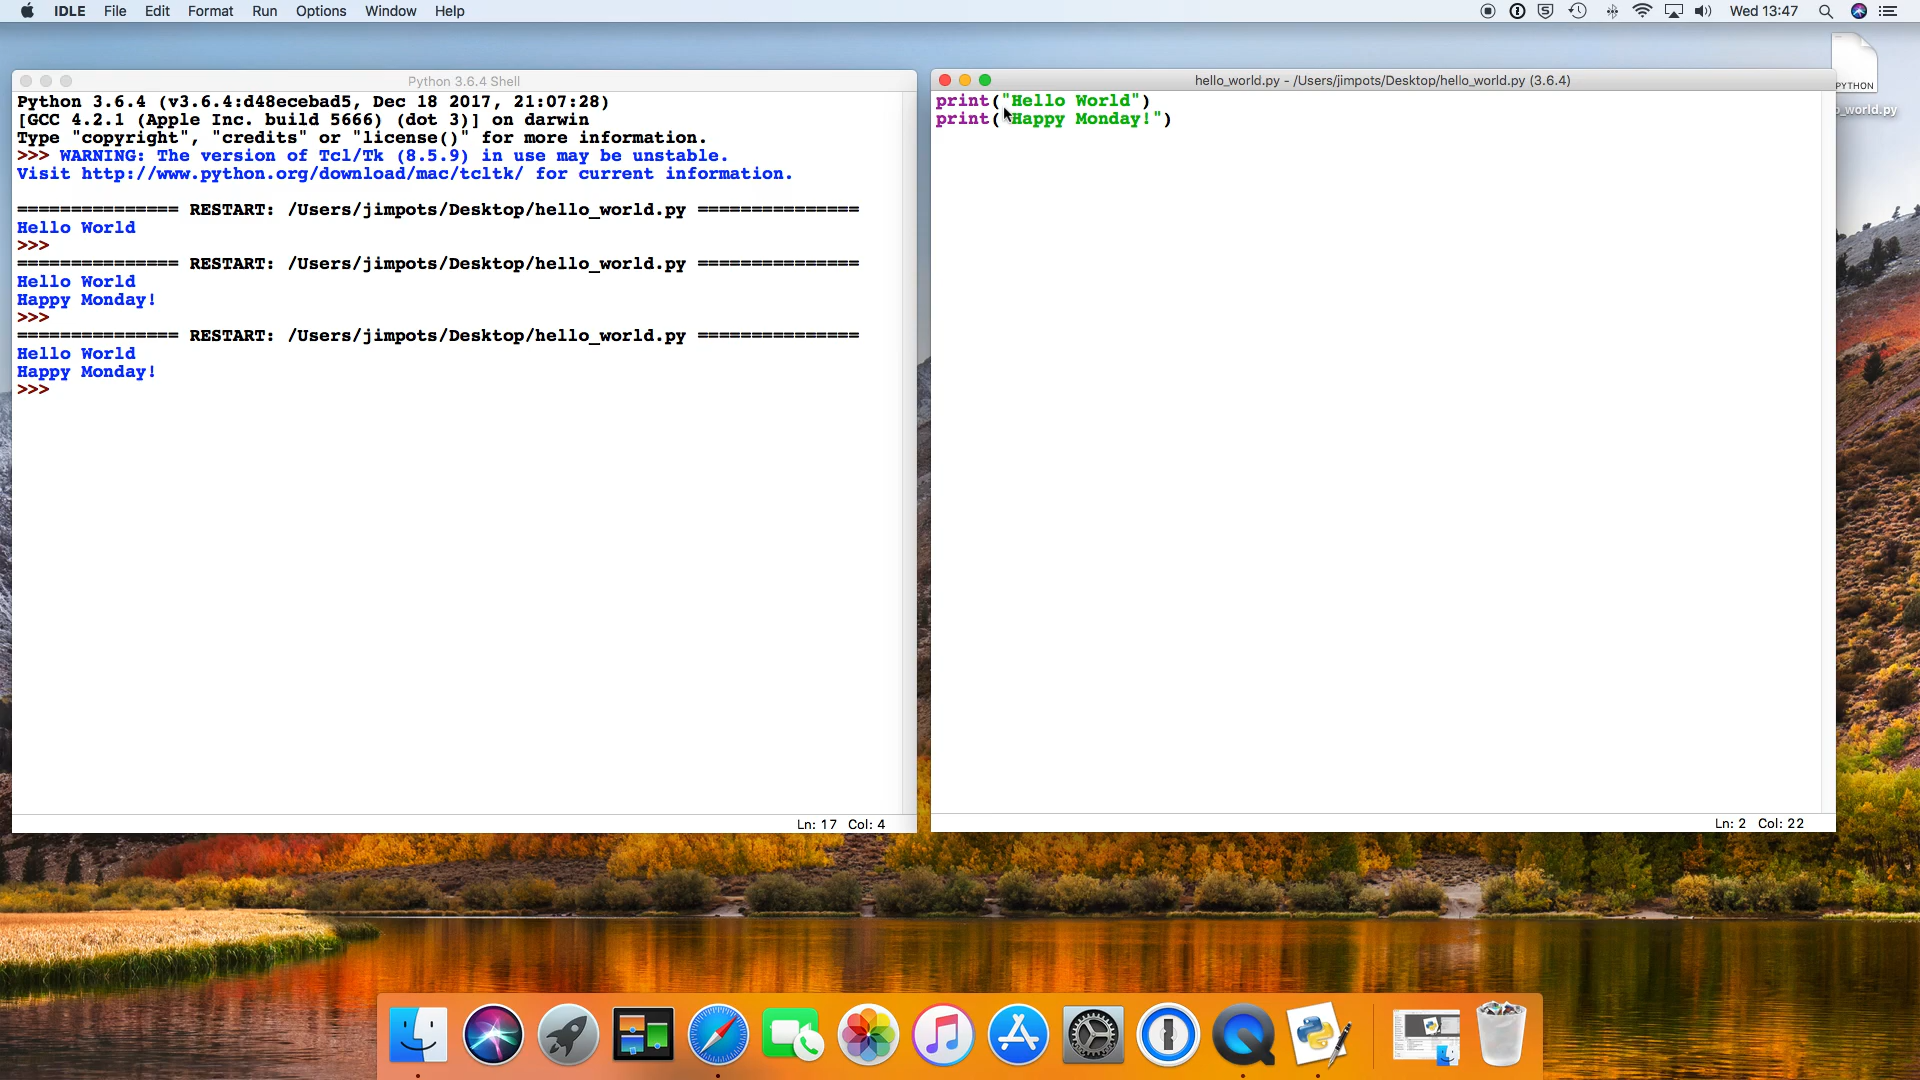 IDLE File Edit Format Run Options Window Help Wed 13:47
Python 3.6.4 Shell
Python 3.6.4 (v3.6.4:d48ecebad5, Dec 18 2017, 21:07:28)
[GCC 4.2.1 (Apple Inc. build 5666) (dot 3)] on darwin
Type "copyright", "credits" or "license()" for more information.
>>> WARNING: The version of Tcl/Tk (8.5.9) in use may be unstable.
Visit http://www.python.org/download/mac/tcltk/ for current information.
=============== RESTART: /Users/jimpots/Desktop/hello_world.py ===============
Hello World
>>>
=============== RESTART: /Users/jimpots/Desktop/hello_world.py ===============
Hello World
Happy Monday!
>>>
=============== RESTART: /Users/jimpots/Desktop/hello_world.py ===============
Hello World
Happy Monday!
>>>
Ln: 17 Col: 4
hello_world.py - /Users/jimpots/Desktop/hello_world.py (3.6.4)
print("Hello World")
print("Happy Monday!")
Ln: 2 Col: 22
PYTHON
o_world.py